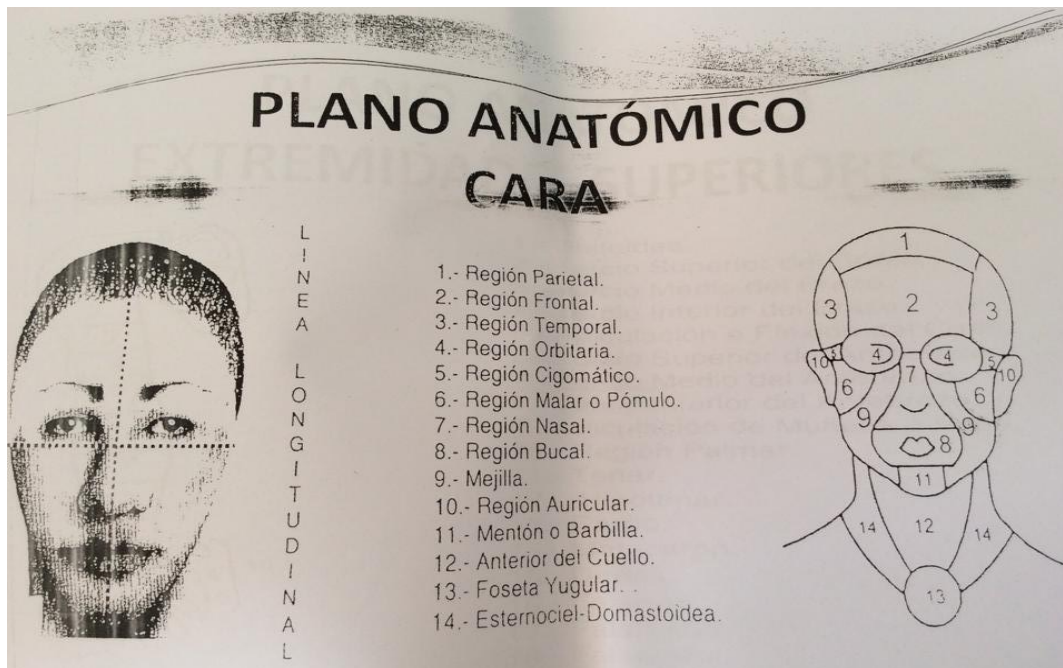 PLANO ANATÓMICO
CARA
LINEA LONGITUDINAL
1.- Región Parietal.
2.- Región Frontal.
3.- Región Temporal.
4.- Región Orbitaria.
5.- Región Cigomático.
6.- Región Malar o Pómulo.
7.- Región Nasal.
8.- Región Bucal.
9.- Mejilla.
10.- Región Auricular.
11.- Mentón o Barbilla.
12.- Anterior del Cuello.
13.- Foseta Yugular. .
14.- Esternociel-Domastoidea.
1
3 2 3
10 5 4 7 4 5 10
6 6
9 9
8
11
14 12 14
13